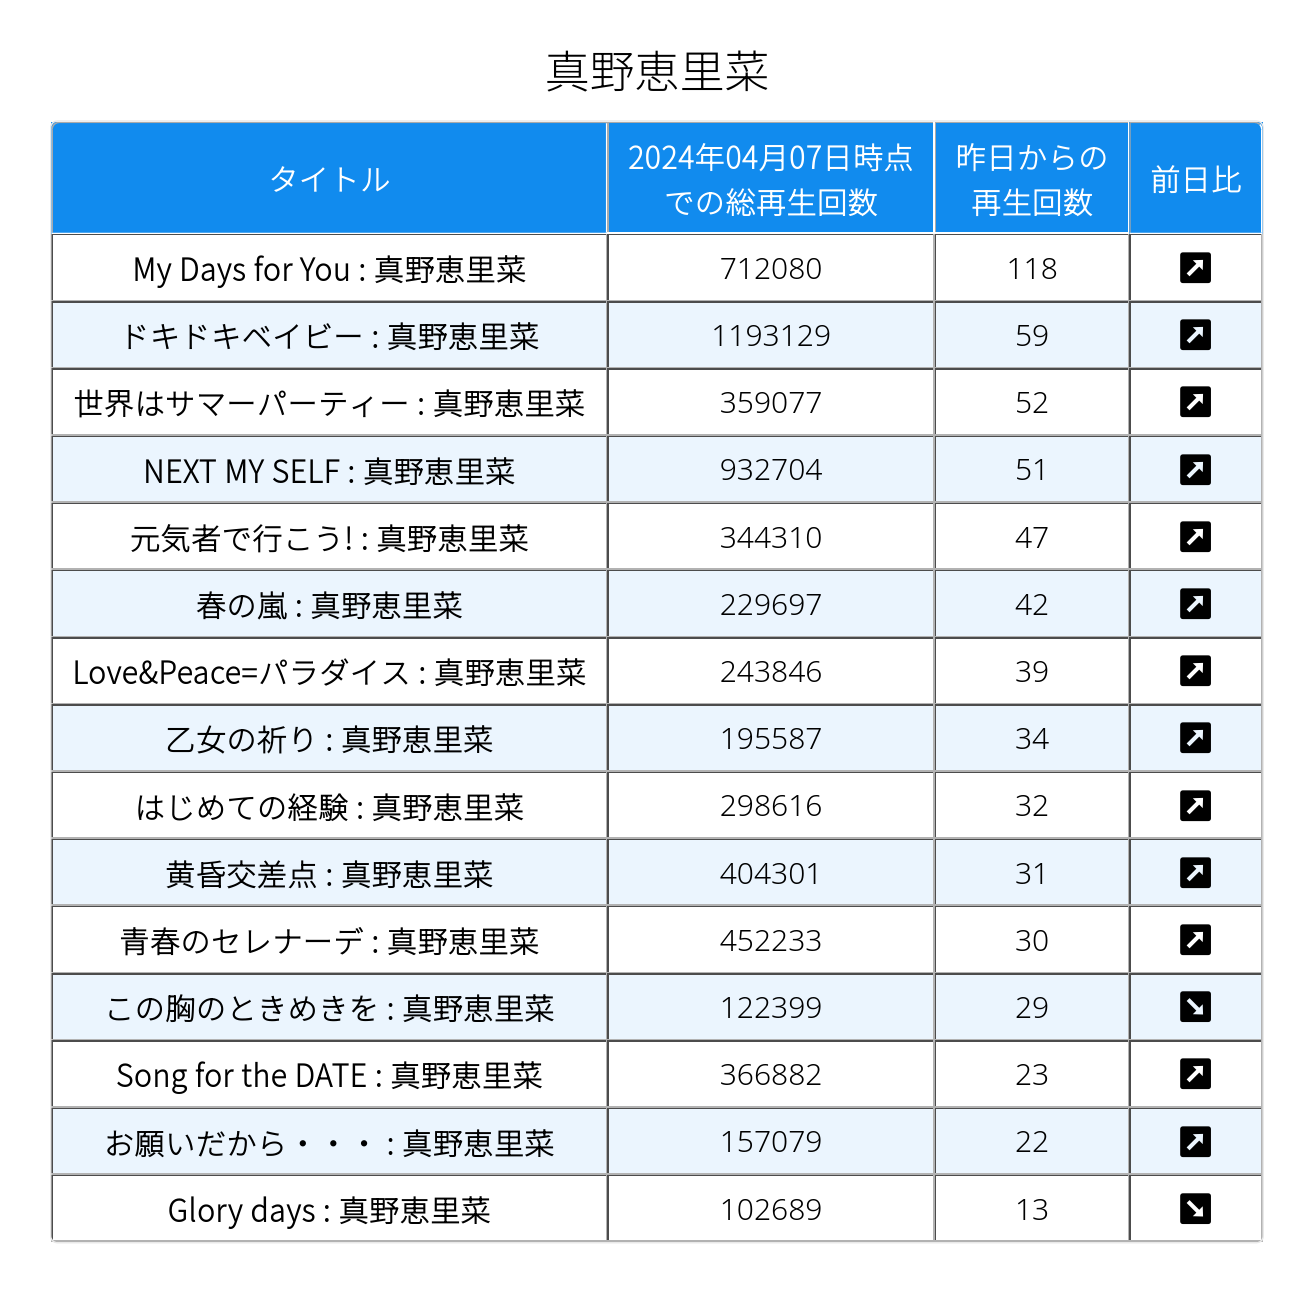 真野恵里菜
タイトル
2024年04月07日時点
での総再生回数
昨日からの
再生回数
前日比
My Days for You : 真野恵里菜 712080 118
ドキドキベイビー : 真野恵里菜 1193129 59
世界はサマーパーティー : 真野恵里菜 359077 52
NEXT MY SELF : 真野恵里菜 932704 51
元気者で行こう! : 真野恵里菜 344310 47
春の嵐 : 真野恵里菜 229697 42
Love&Peace=パラダイス : 真野恵里菜 243846 39
乙女の祈り : 真野恵里菜 195587 34
はじめての経験 : 真野恵里菜 298616 32
黄昏交差点 : 真野恵里菜 404301 31
青春のセレナーデ : 真野恵里菜 452233 30
この胸のときめきを : 真野恵里菜 122399 29
Song for the DATE : 真野恵里菜 366882 23
お願いだから・・・ : 真野恵里菜 157079 22
Glory days : 真野恵里菜 102689 13